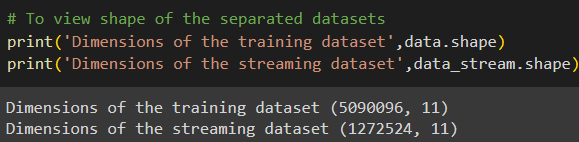 # To view shape of the separated datasets
print('Dimensions of the training dataset',data.shape)
print('Dimensions of the streaming dataset',data_stream.shape)
Dimensions of the training dataset (5090096, 11)
Dimensions of the streaming dataset (1272524, 11)